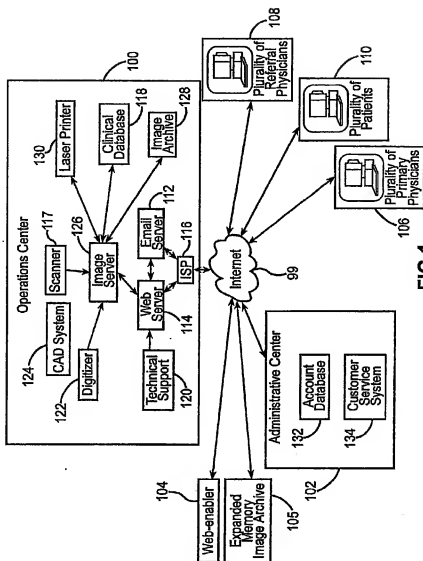 100
Operations Center
130
Laser Printer
117
Scanner
118
Clinical Database
124
CAD System
126
Image Server
128
Image Archive
122
Digitizer
112
Email Server
114
Web Server
116
ISP
120
Technical Support
108
Plurality of Referral Physicians
110
Plurality of Patients
106
Plurality of Primary Physicians
Internet
99
104
Web-enabler
105
Expanded Memory Image Archive
102
Administrative Center
132
Account Database
134
Customer Service System
FIG.1